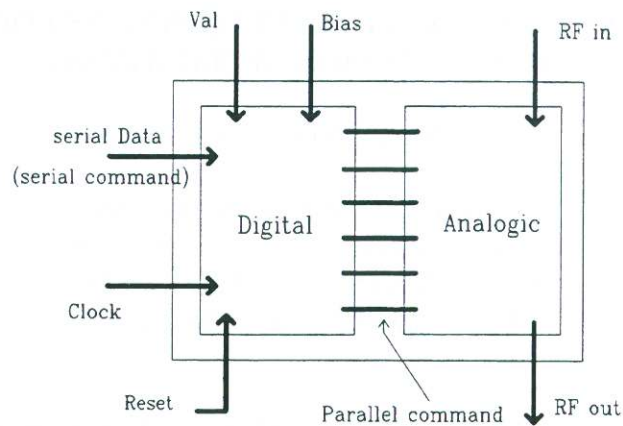 Val
Bias
RF in
serial Data
(serial command)
Digital
Analogic
Clock
Reset
Parallel command
RF out